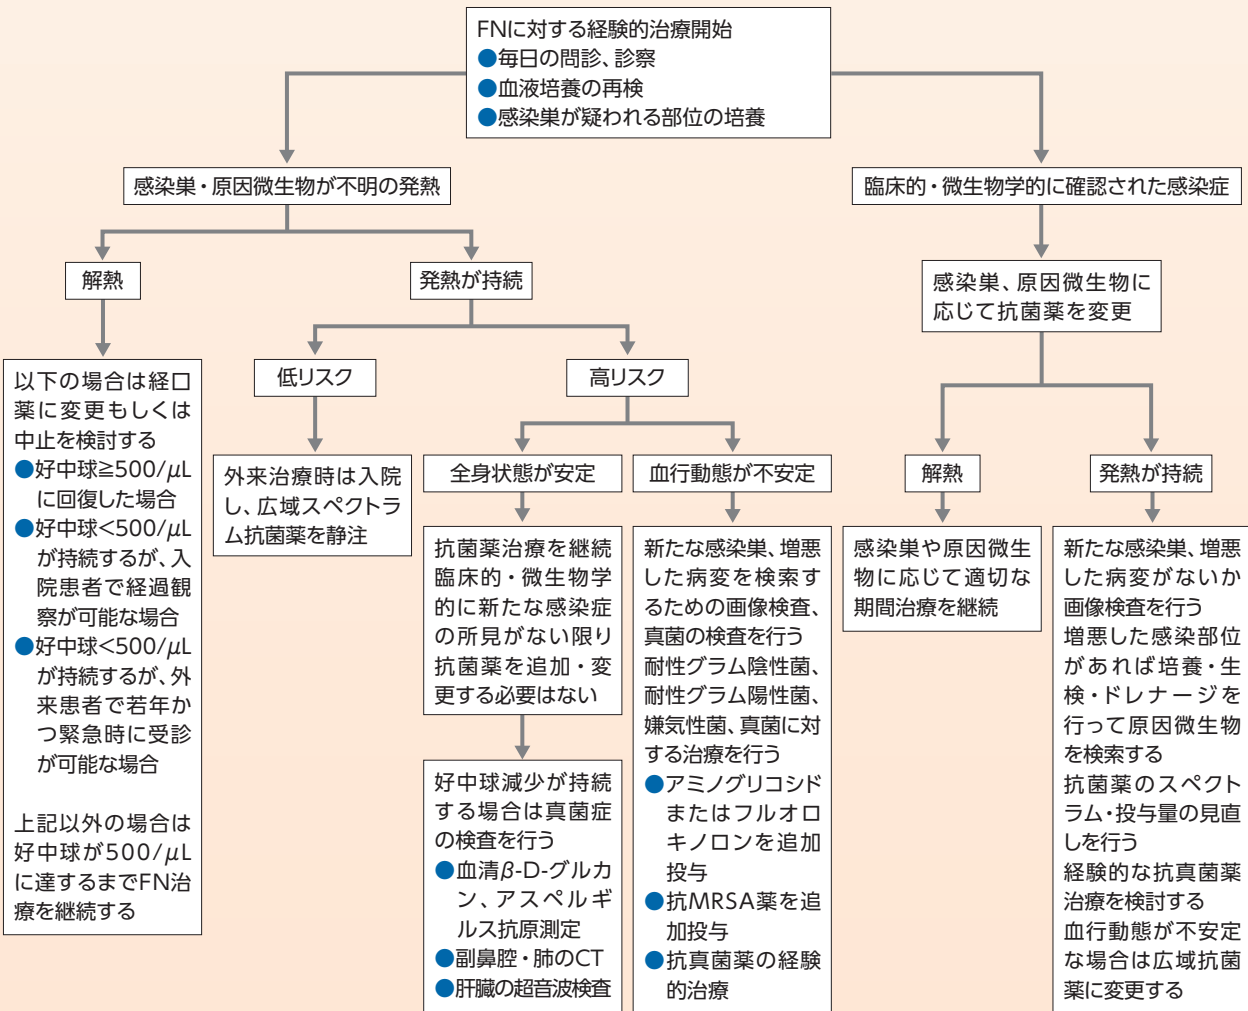 FNに対する経験的治療開始
●毎日の問診、診察
●血液培養の再検
●感染巣が疑われる部位の培養
感染巣・原因微生物が不明の発熱
臨床的・微生物学的に確認された感染症
解熱
発熱が持続
感染巣、原因微生物に
応じて抗菌薬を変更
以下の場合は経口
薬に変更もしくは
中止を検討する
●好中球≧500/μL
に回復した場合
●好中球<500/μL
が持続するが、入
院患者で経過観
察が可能な場合
●好中球<500/μL
が持続するが、外
来患者で若年か
つ緊急時に受診
が可能な場合
上記以外の場合は
好中球が500/μL
に達するまでFN治
療を継続する
低リスク
高リスク
外来治療時は入院
し、広域スペクトラ
ム抗菌薬を静注
全身状態が安定
血行動態が不安定
抗菌薬治療を継続
臨床的・微生物学
的に新たな感染症
の所見がない限り
抗菌薬を追加・変
更する必要はない
好中球減少が持続
する場合は真菌症
の検査を行う
●血清β-D-グルカ
ン、アスペルギ
ルス抗原測定
●副鼻腔・肺のCT
●肝臓の超音波検査
新たな感染巣、増悪
した病変を検索す
るための画像検査、
真菌の検査を行う
耐性グラム陰性菌、
耐性グラム陽性菌、
嫌気性菌、真菌に対
する治療を行う
●アミノグリコシド
またはフルオロ
キノロンを追加
投与
●抗MRSA薬を追
加投与
●抗真菌薬の経験
的治療
解熱
発熱が持続
感染巣や原因微生
物に応じて適切な
期間治療を継続
新たな感染巣、増悪
した病変がないか
画像検査を行う
増悪した感染部位
があれば培養・生
検・ドレナージを
行って原因微生物
を検索する
抗菌薬のスペクト
ラム・投与量の見直
しを行う
経験的な抗真菌薬
治療を検討する
血行動態が不安定
な場合は広域抗菌
薬に変更する